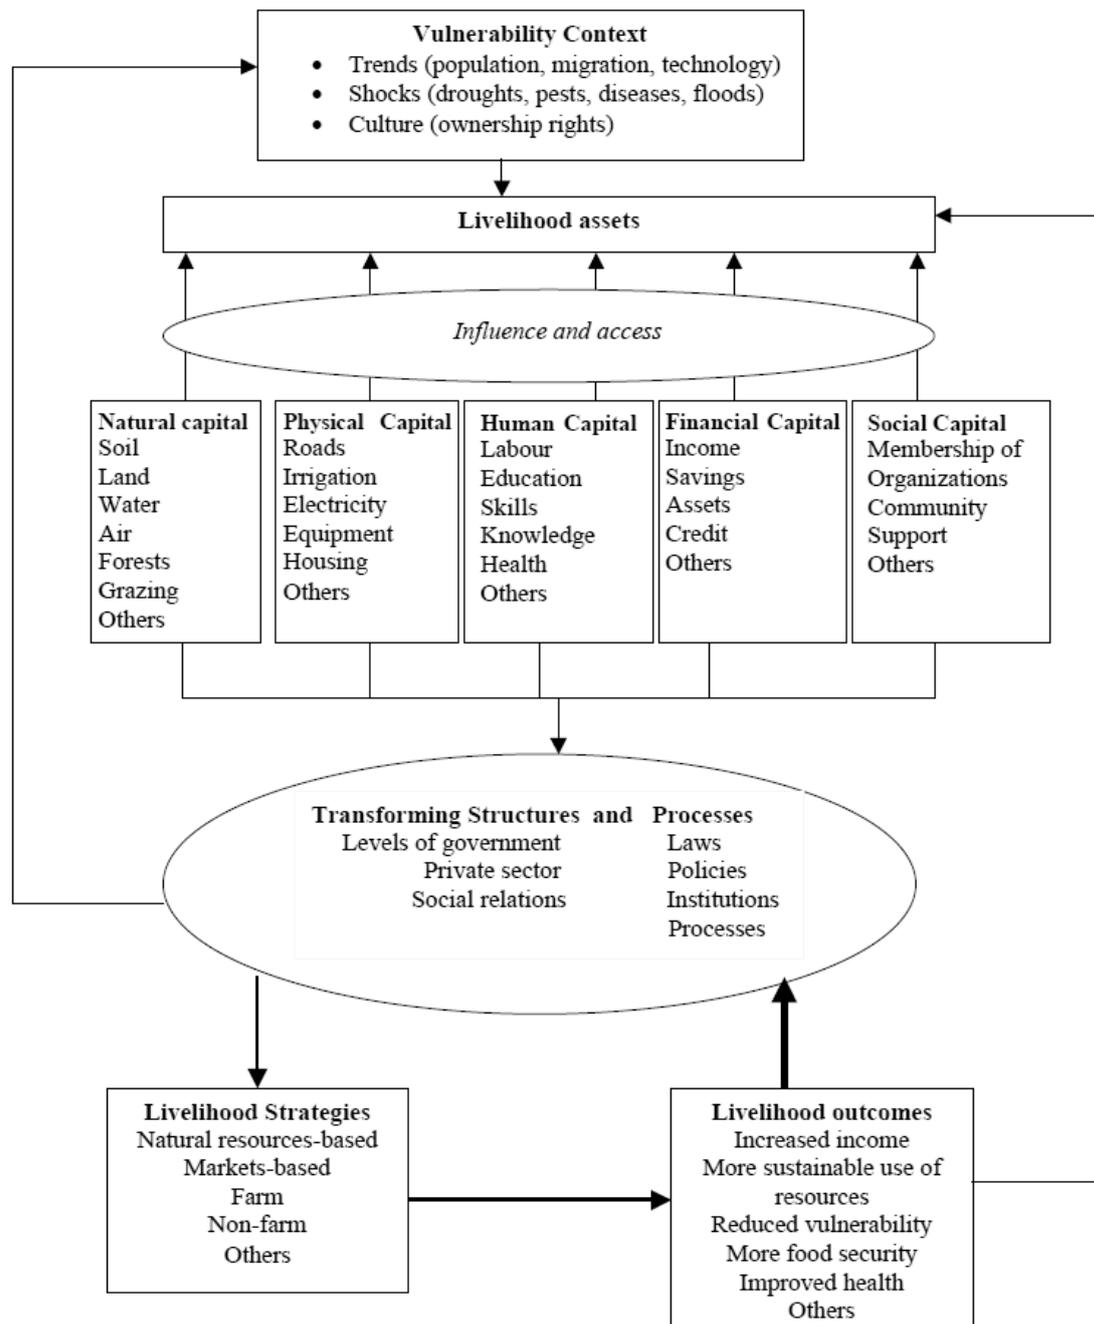 Vulnerability Context
• Trends (population, migration, technology)
• Shocks (droughts, pests, diseases, floods)
• Culture (ownership rights)
Livelihood assets
Influence and access
Natural capital
Soil
Land
Water
Air
Forests
Grazing
Others
Physical Capital
Roads
Irrigation
Electricity
Equipment
Housing
Others
Human Capital
Labour
Education
Skills
Knowledge
Health
Others
Financial Capital
Income
Savings
Assets
Credit
Others
Social Capital
Membership of
Organizations
Community
Support
Others
Transforming Structures and Processes
Levels of government Laws
Private sector Policies
Social relations Institutions
Processes
Livelihood Strategies
Natural resources-based
Markets-based
Farm
Non-farm
Others
Livelihood outcomes
Increased income
More sustainable use of
resources
Reduced vulnerability
More food security
Improved health
Others